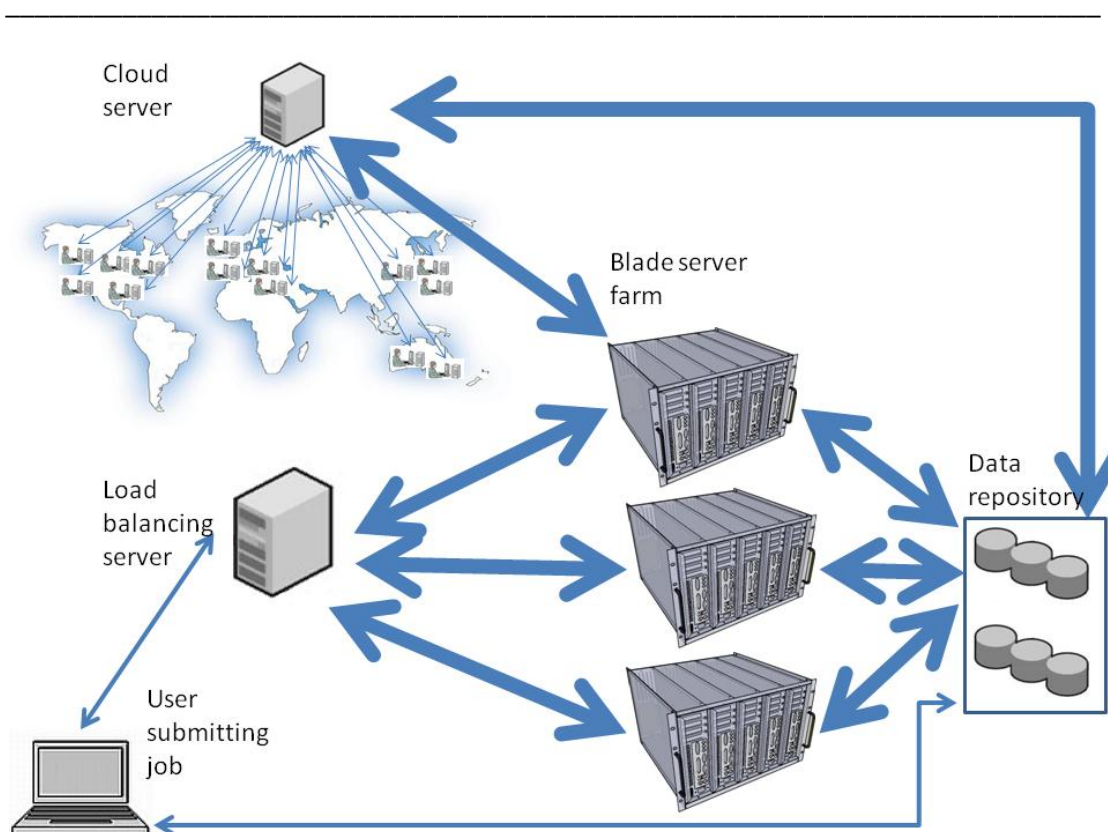 Cloud
server
Blade server
farm
Load
balancing
server
Data
repository
User
submitting
job